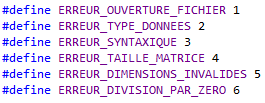 #define ERREUR_OUVERTURE_FICHIER 1
#define ERREUR_TYPE_DONNEES 2
#define ERREUR_SYNTAXIQUE 3
#define ERREUR_TAILLE_MATRICE 4
#define ERREUR_DIMENSIONS_INVALIDES 5
#define ERREUR_DIVISION_PAR_ZERO 6